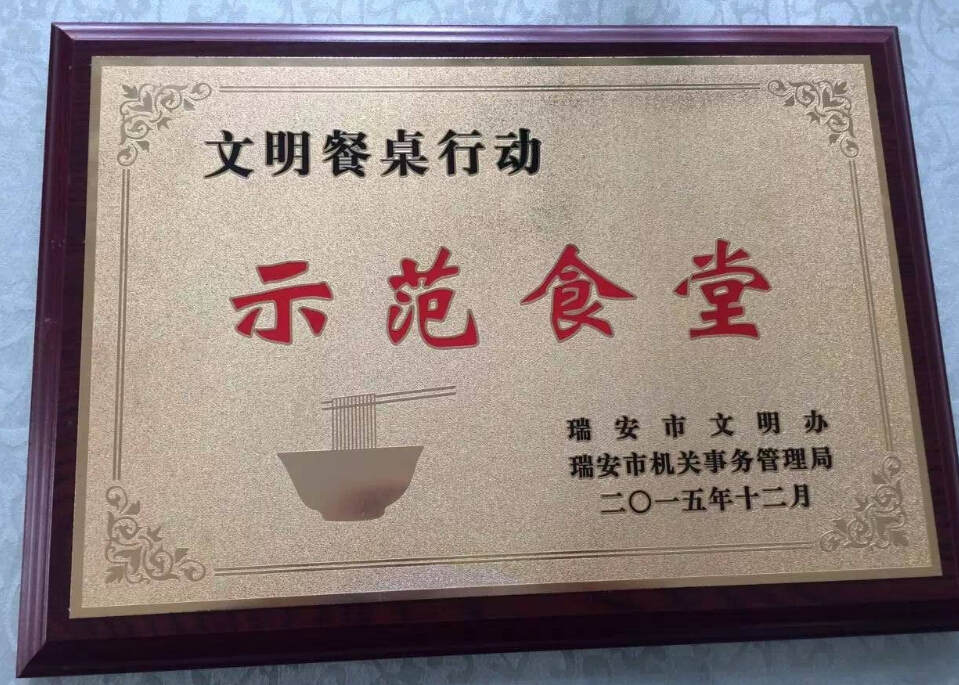 文明餐桌行动
示范食堂
瑞安市文明办
瑞安市机关事务管理局
二〇一五年十二月